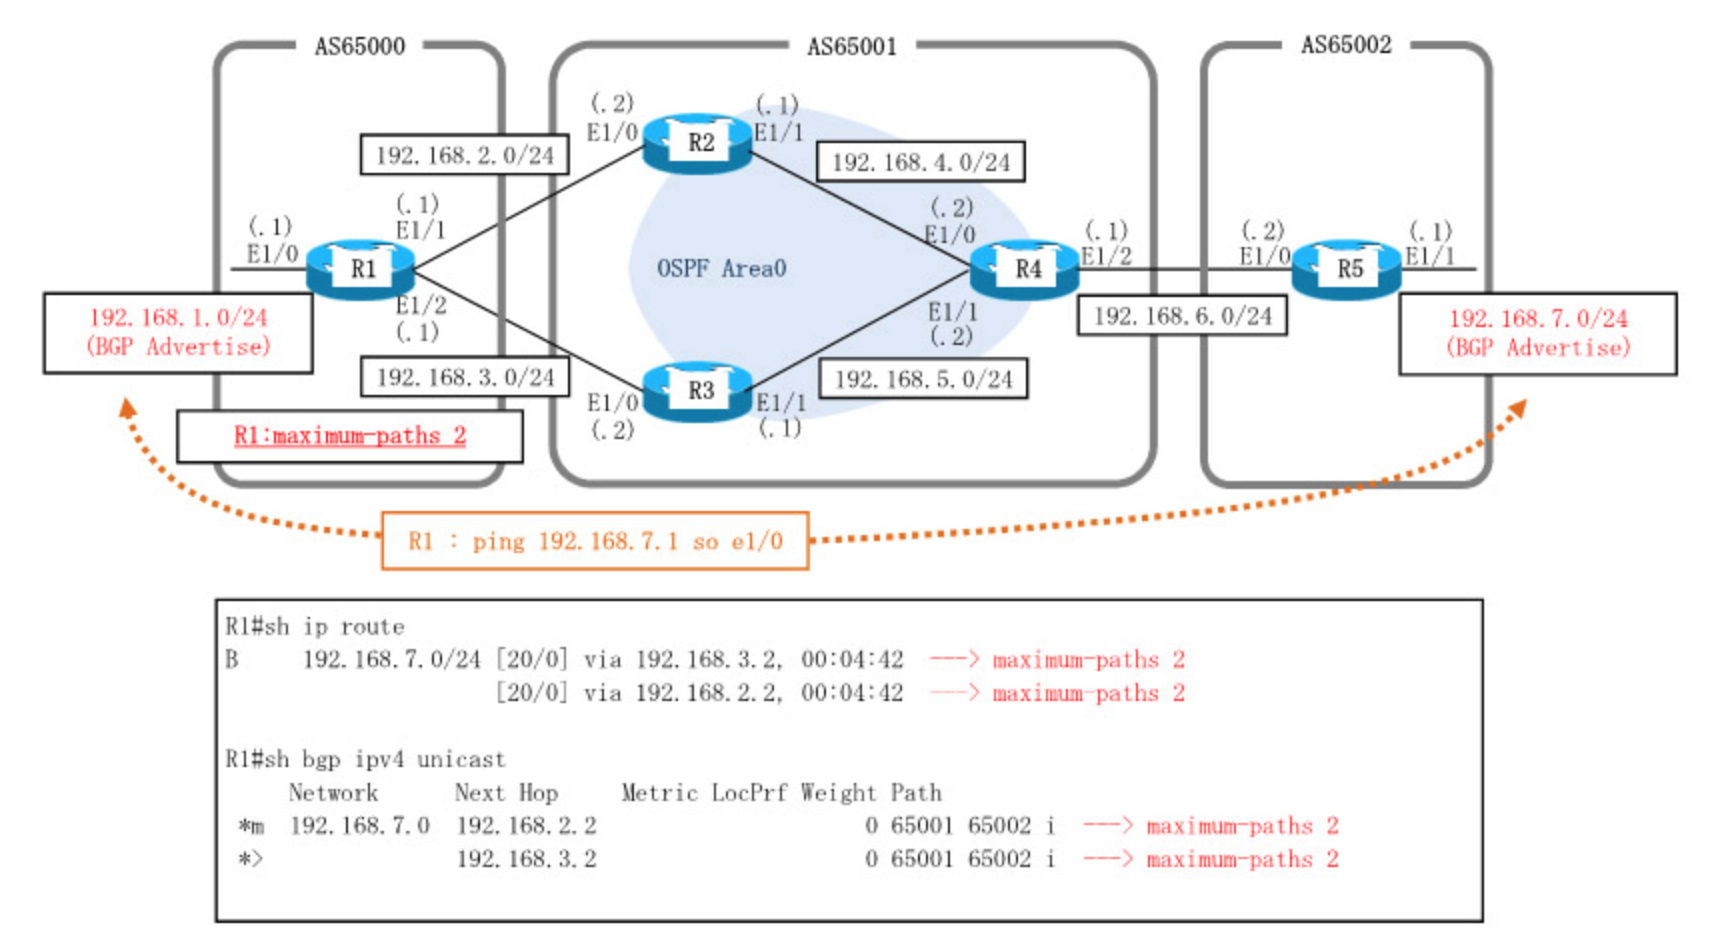 AS65000
AS65001
AS65002
(.2)
E1/0
R2
(.1)
E1/1
192.168.2.0/24
192.168.4.0/24
(.1)
E1/0
(.1)
E1/1
R1
OSPF Area0
(.2)
E1/0
R4
(.1)
E1/2
(.2)
E1/0
R5
(.1)
E1/1
192.168.1.0/24
(BGP Advertise)
E1/2
(.1)
E1/1
(.2)
192.168.6.0/24
192.168.7.0/24
(BGP Advertise)
192.168.3.0/24
E1/0
(.2)
R3
E1/1
(.1)
192.168.5.0/24
R1:maximum-paths 2
R1 : ping 192.168.7.1 so e1/0
R1#sh ip route
B 192.168.7.0/24 [20/0] via 192.168.3.2, 00:04:42 ---> maximum-paths 2
[20/0] via 192.168.2.2, 00:04:42 ---> maximum-paths 2
R1#sh bgp ipv4 unicast
Network Next Hop Metric LocPrf Weight Path
*m 192.168.7.0 192.168.2.2 0 65001 65002 i ---> maximum-paths 2
*> 192.168.3.2 0 65001 65002 i ---> maximum-paths 2